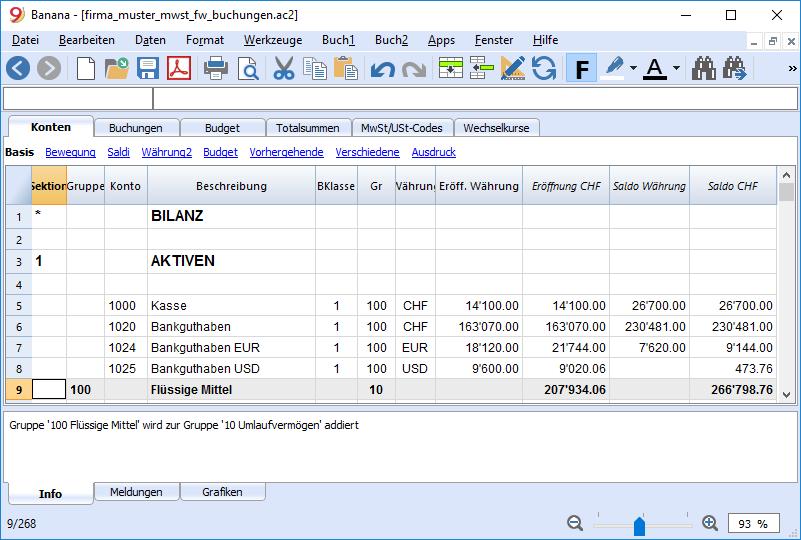 Banana - [firma_muster_mwst_fw_buchungen.ac2]
Datei Bearbeiten Daten Format Werkzeuge Buch1 Buch2 Apps Fenster Hilfe
F A »
Konten Buchungen Budget Totalsummen MwSt/USt-Codes Wechselkurse
Basis Bewegung Saldi Währung2 Budget Vorhergehende Verschiedene Ausdruck
Sektion Gruppe Konto Beschreibung BKlasse Gr Währung Eröff. Währung Eröffnung CHF Saldo Währung Saldo CHF
1 * BILANZ
2
3 1 AKTIVEN
4
5 1000 Kasse 1 100 CHF 14'100.00 14'100.00 26'700.00 26'700.00
6 1020 Bankguthaben 1 100 CHF 163'070.00 163'070.00 230'481.00 230'481.00
7 1024 Bankguthaben EUR 1 100 EUR 18'120.00 21'744.00 7'620.00 9'144.00
8 1025 Bankguthaben USD 1 100 USD 9'600.00 9'020.06 473.76
9 100 Flüssige Mittel 10 207'934.06 266'798.76
Gruppe '100 Flüssige Mittel' wird zur Gruppe '10 Umlaufvermögen' addiert
Info Meldungen Grafiken
9/268 93 %